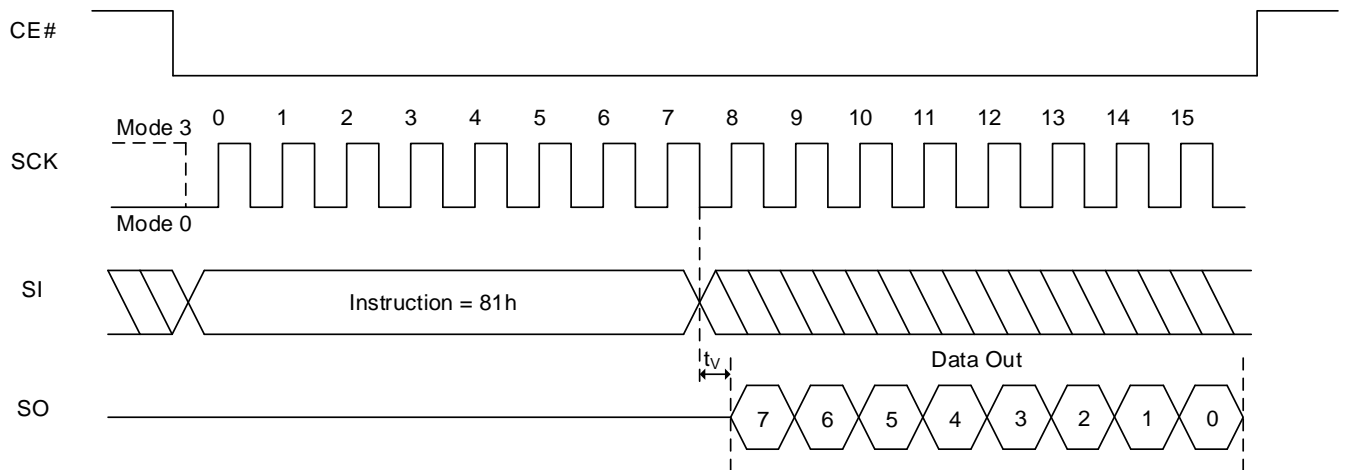 CE#
Mode 3
0 1 2 3 4 5 6 7 8 9 10 11 12 13 14 15
SCK
Mode 0
SI
Instruction = 81h
tV
Data Out
SO
7 6 5 4 3 2 1 0